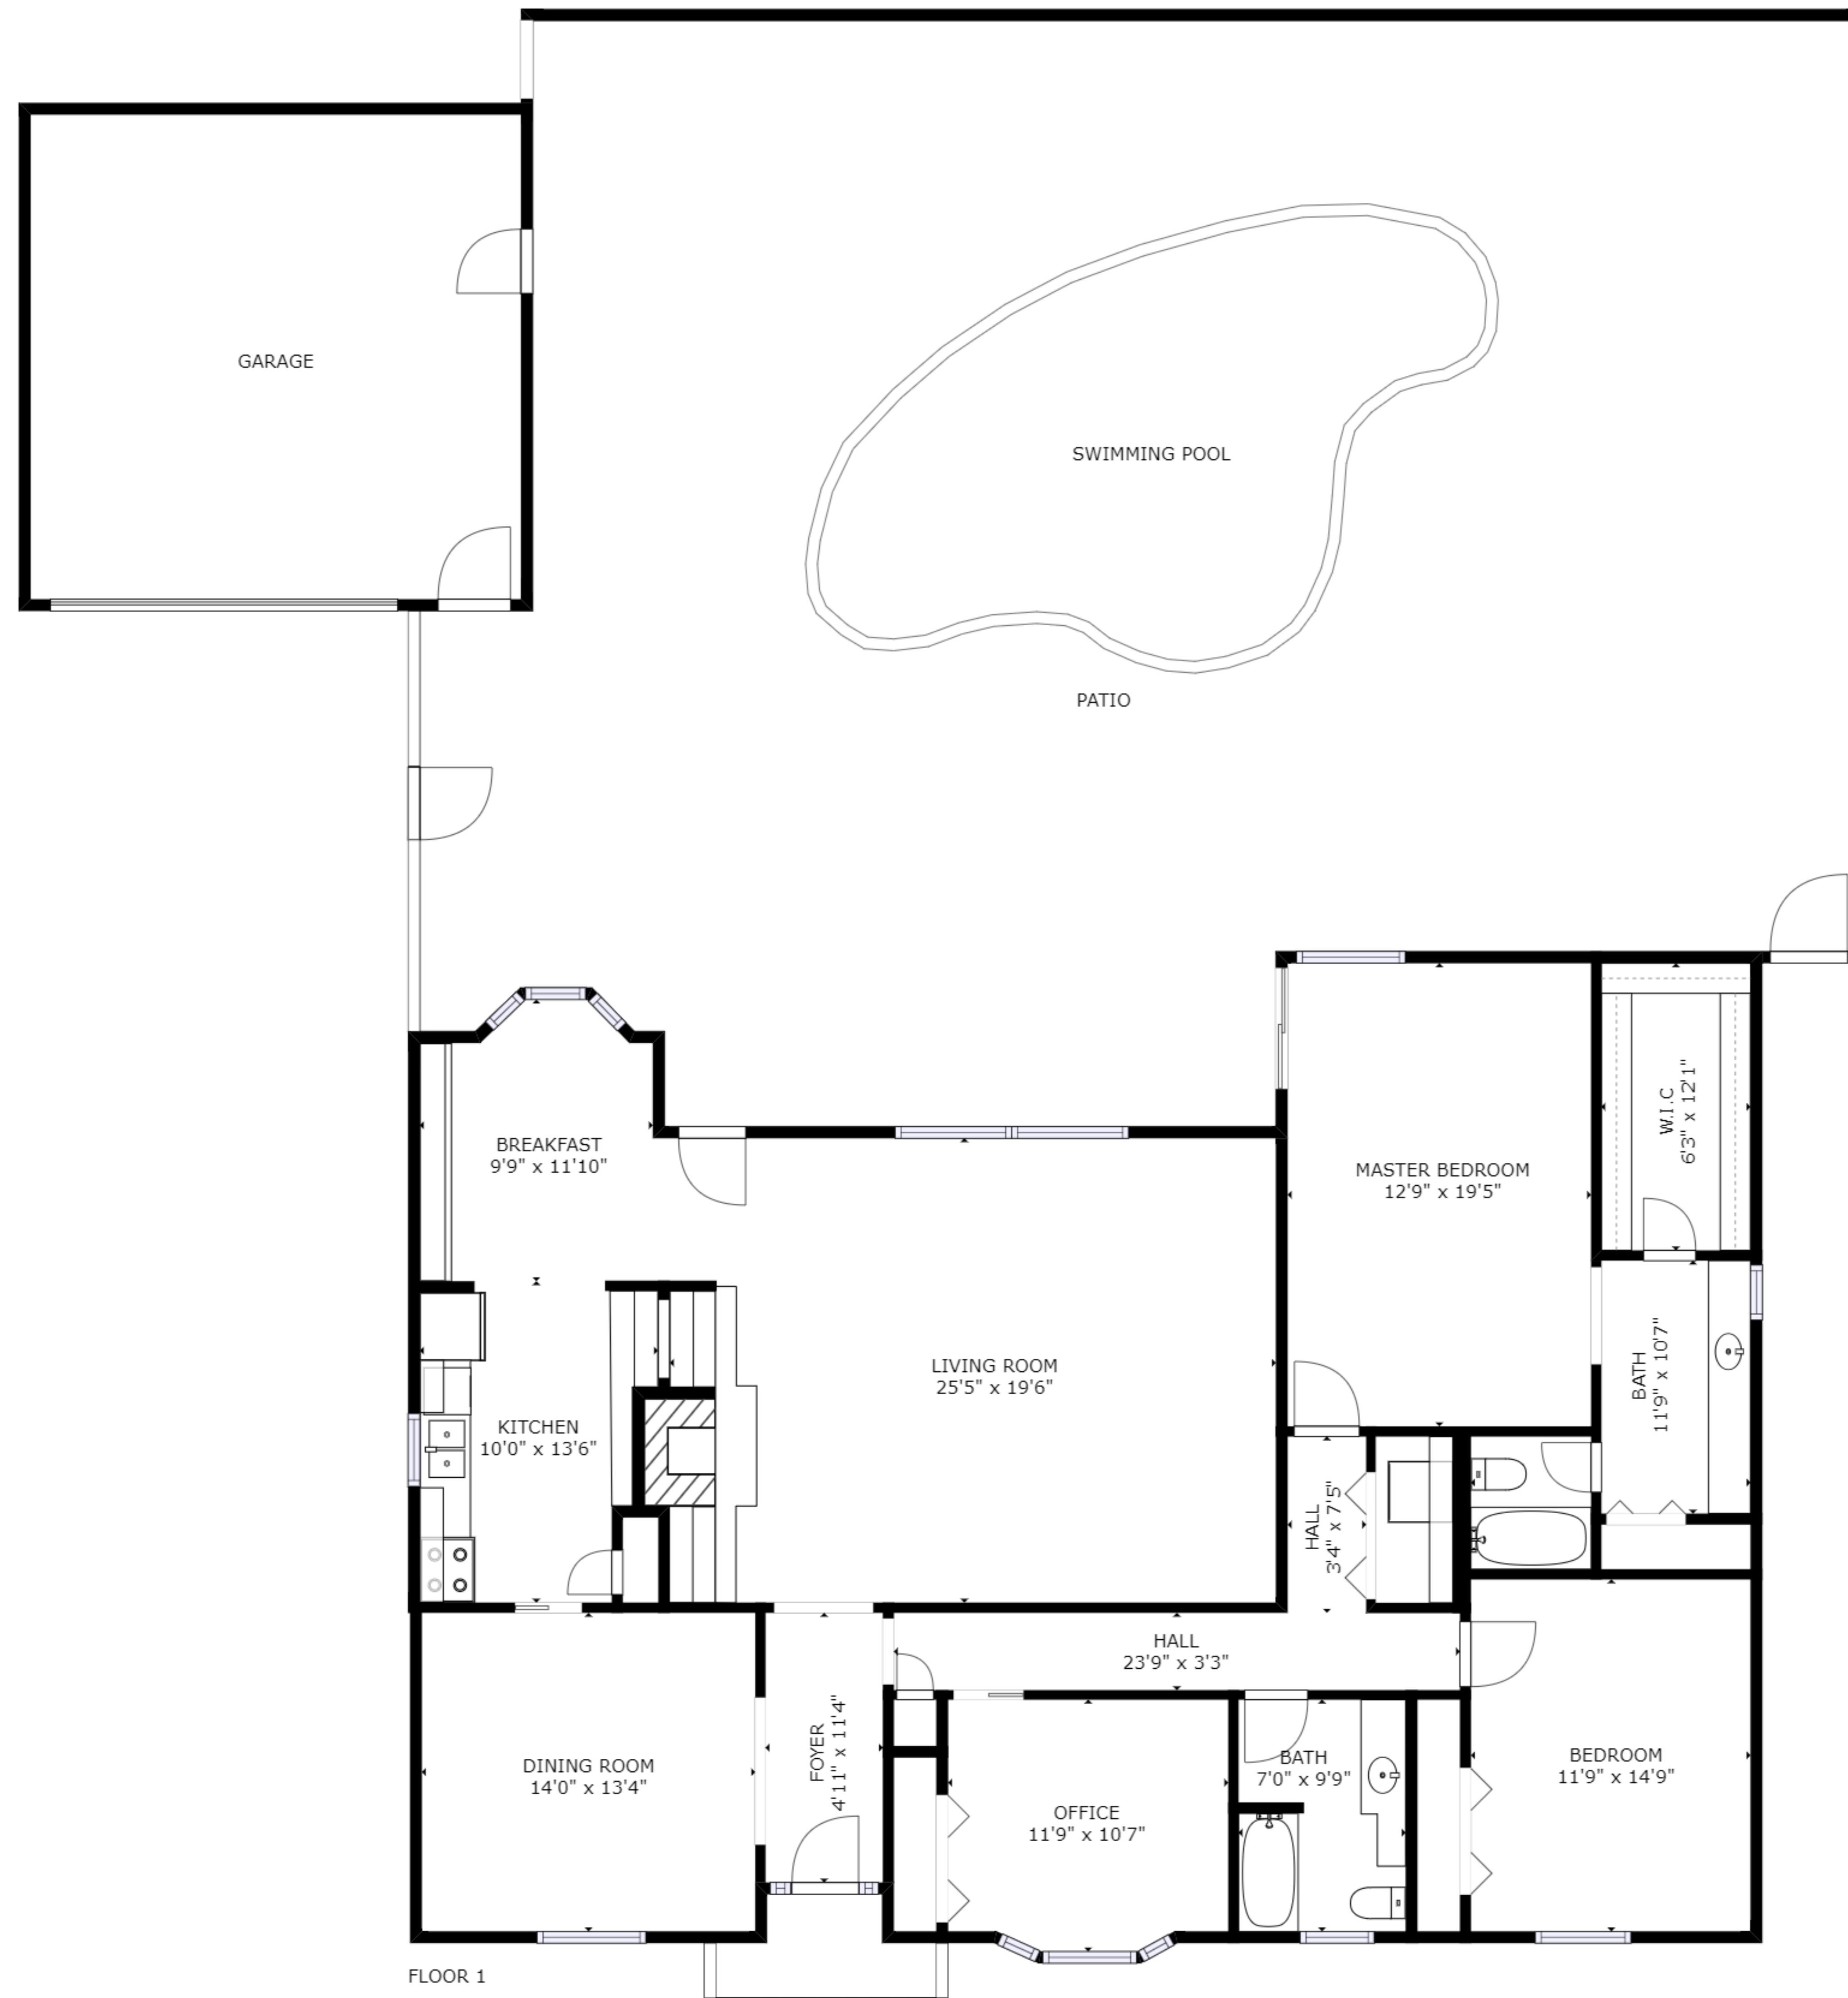 GARAGE
SWIMMING POOL
PATIO
BREAKFAST
9'9" x 11'10"
MASTER BEDROOM
12'9" x 19'5"
W.I.C
6'3" x 12'1"
LIVING ROOM
25'5" x 19'6"
BATH
11'9" x 10'7"
KITCHEN
10'0" x 13'6"
HALL
3'4" x 7'5"
HALL
23'9" x 3'3"
FOYER
4'11" x 11'4"
DINING ROOM
14'0" x 13'4"
BATH
7'0" x 9'9"
BEDROOM
11'9" x 14'9"
OFFICE
11'9" x 10'7"
FLOOR 1